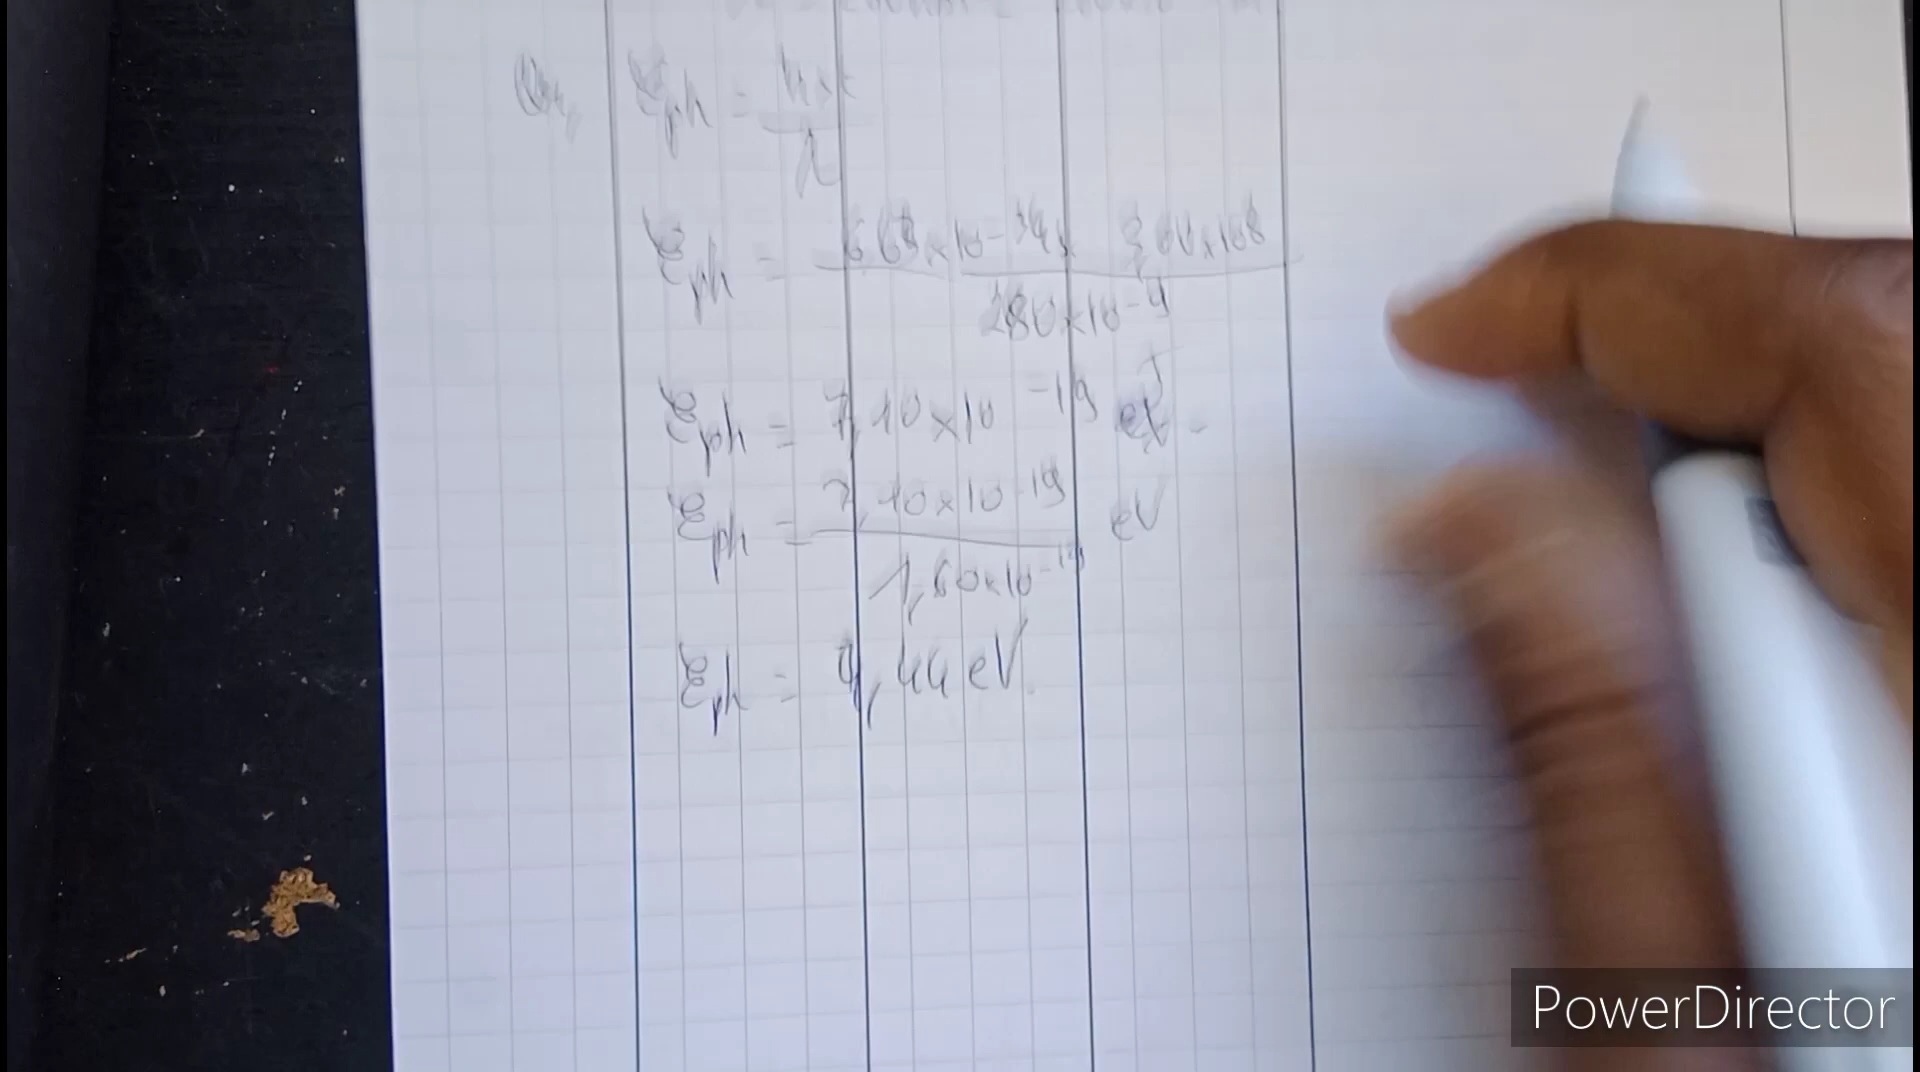 Or, Eph = h×c / λ
Eph = 6,63×10-34 × 3,00×108 / 280×10-9
Eph = 7,10×10-19 J
Eph = 7,10×10-19 / 1,60×10-19 eV
Eph = 4,44 eV.
PowerDirector